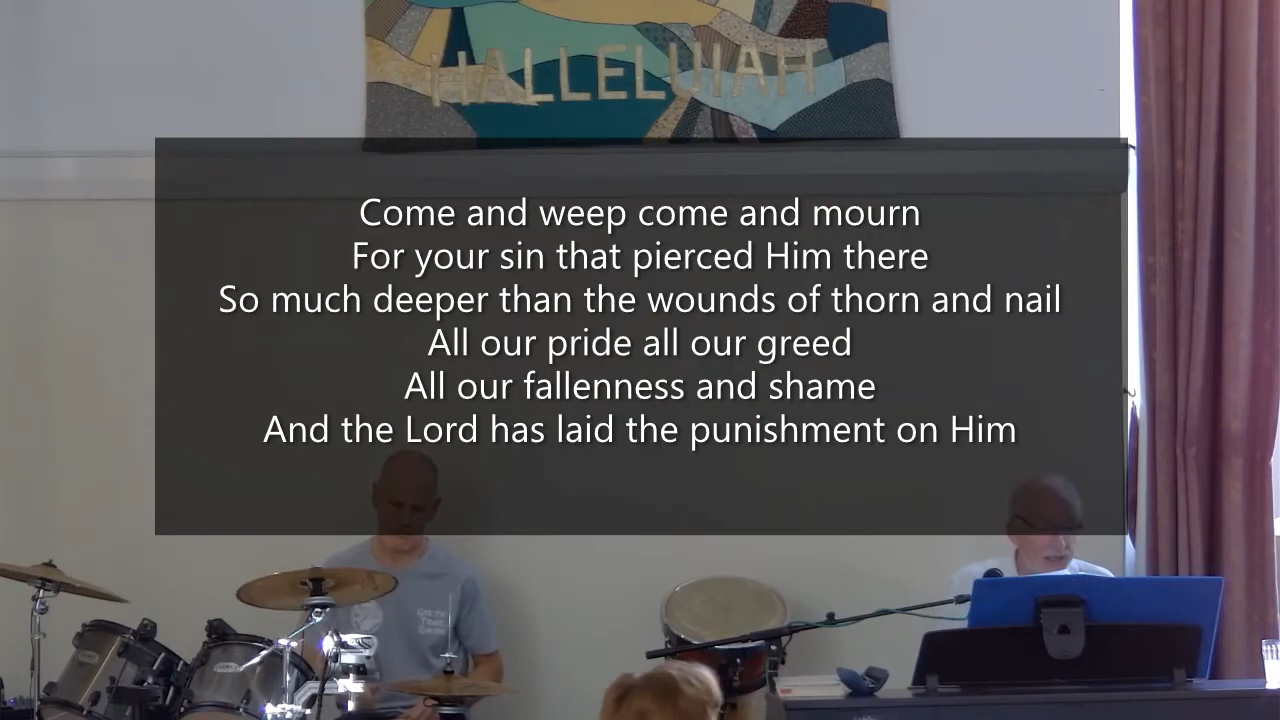 HALLELUIAH
Come and weep come and mourn
For your sin that pierced Him there
So much deeper than the wounds of thorn and nail
All our pride all our greed
All our fallenness and shame
And the Lord has laid the punishment on Him